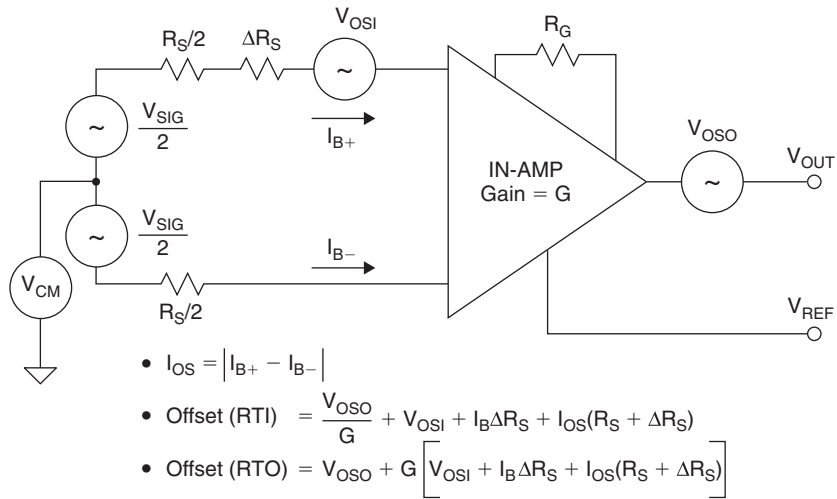 V_OSI
R_S/2 ΔR_S
R_G
~
~
V_SIG
2
I_B+
V_OSO
V_OUT
IN-AMP
Gain = G
~
~
V_SIG
2
I_B−
V_CM
R_S/2
V_REF
• I_OS = |I_B+ − I_B−|
• Offset (RTI) = V_OSO/G + V_OSI + I_BΔR_S + I_OS(R_S + ΔR_S)
• Offset (RTO) = V_OSO + G[V_OSI + I_BΔR_S + I_OS(R_S + ΔR_S)]